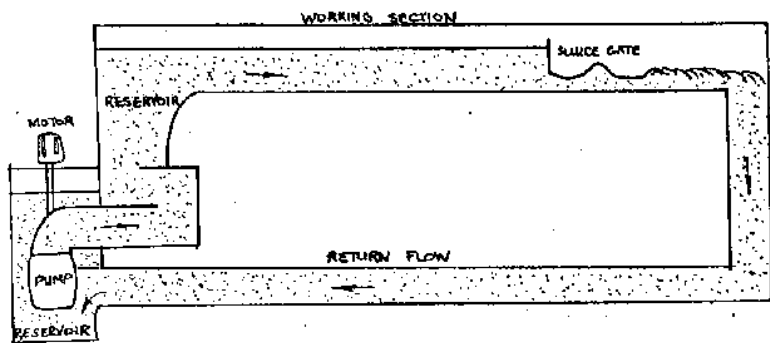 WORKING SECTION
SLUICE GATE
RESERVOIR
MOTOR
RETURN FLOW
PUMP
RESERVOIR